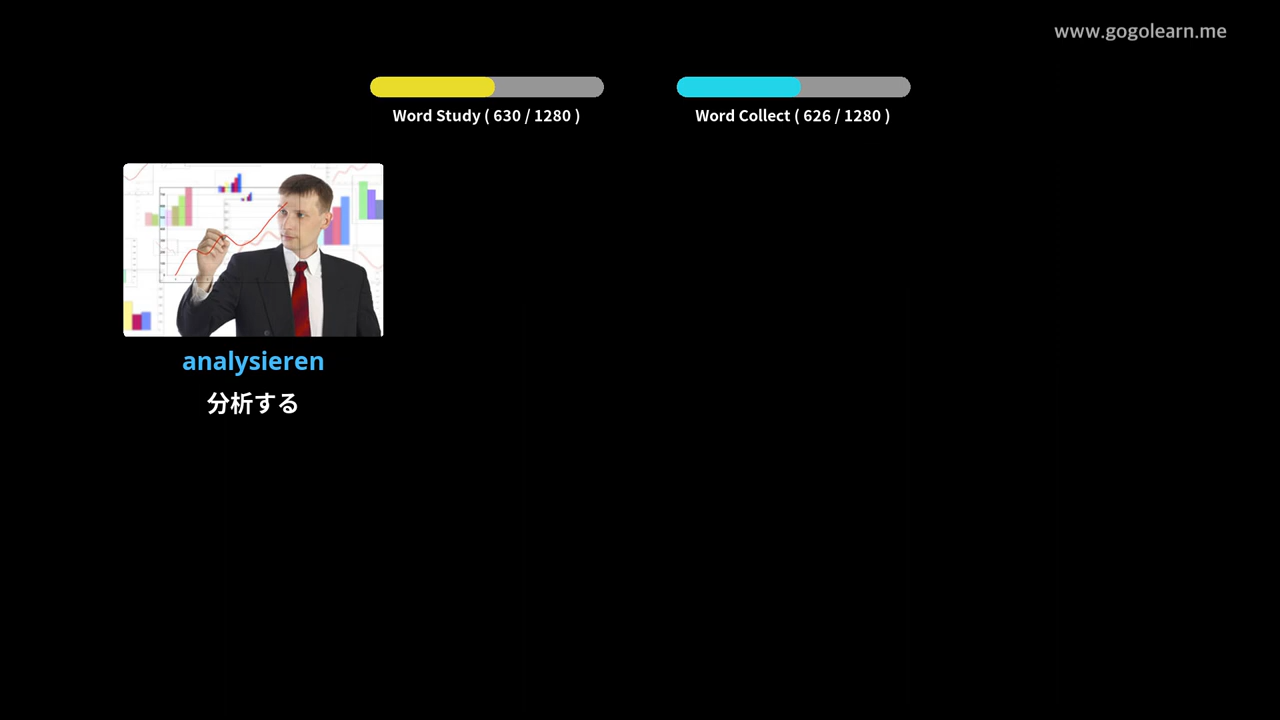 www.gogolearn.me
Word Study ( 630 / 1280 )
Word Collect ( 626 / 1280 )
analysieren
分析する